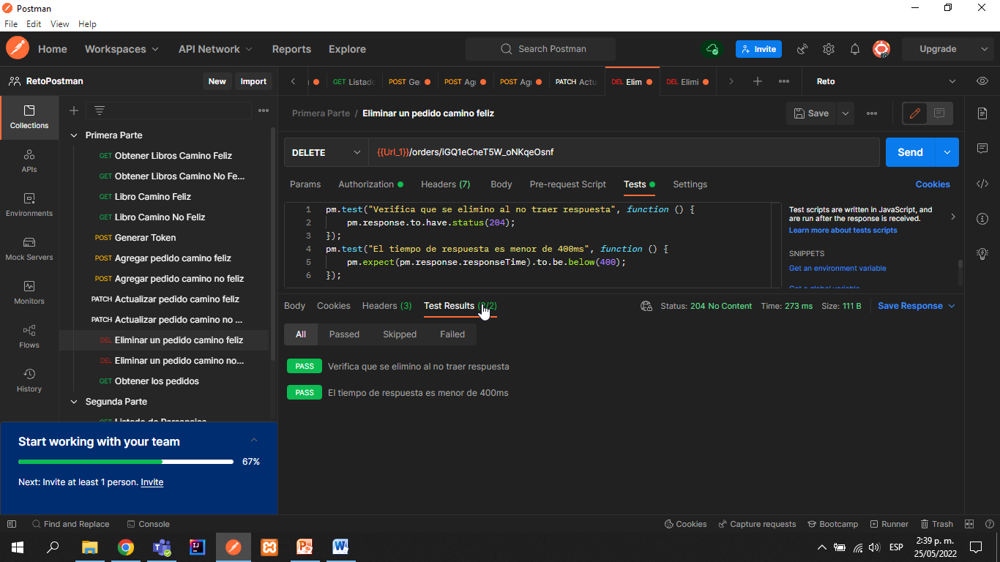 Postman
File Edit View Help
Home Workspaces API Network Reports Explore Search Postman Invite Upgrade
RetoPostman New Import
GET Listado POST Ge POST Agr POST Agr PATCH Actu DEL Elim DEL Elimi Reto
Collections
APIs
Environments
Mock Servers
Monitors
Flows
History
Primera Parte
GET Obtener Libros Camino Feliz
GET Obtener Libros Camino No Fe...
GET Libro Camino Feliz
GET Libro Camino No Feliz
POST Generar Token
POST Agregar pedido camino feliz
POST Agregar pedido camino no feliz
PATCH Actualizar pedido camino feliz
PATCH Actualizar pedido camino no ...
DEL Eliminar un pedido camino feliz
DEL Eliminar un pedido camino no...
GET Obtener los pedidos
Segunda Parte
GET Listado de Personajes
Start working with your team
67%
Next: Invite at least 1 person. Invite
Primera Parte / Eliminar un pedido camino feliz Save
DELETE {{Url_1}}/orders/iGQ1eCneT5W_oNKqeOsnf Send
Params Authorization Headers (7) Body Pre-request Script Tests Settings Cookies
1 pm.test("Verifica que se elimino al no traer respuesta", function () {
2 pm.response.to.have.status(204);
3 });
4 pm.test("El tiempo de respuesta es menor de 400ms", function () {
5 pm.expect(pm.response.responseTime).to.be.below(400);
6 });
Test scripts are written in JavaScript, and
are run after the response is received.
Learn more about tests scripts
SNIPPETS
Get an environment variable
Get a global variable
Body Cookies Headers (3) Test Results (2/2) Status: 204 No Content Time: 273 ms Size: 111 B Save Response
All Passed Skipped Failed
PASS Verifica que se elimino al no traer respuesta
PASS El tiempo de respuesta es menor de 400ms
Find and Replace Console Cookies Capture requests Bootcamp Runner Trash
ESP 2:39 p. m.
25/05/2022